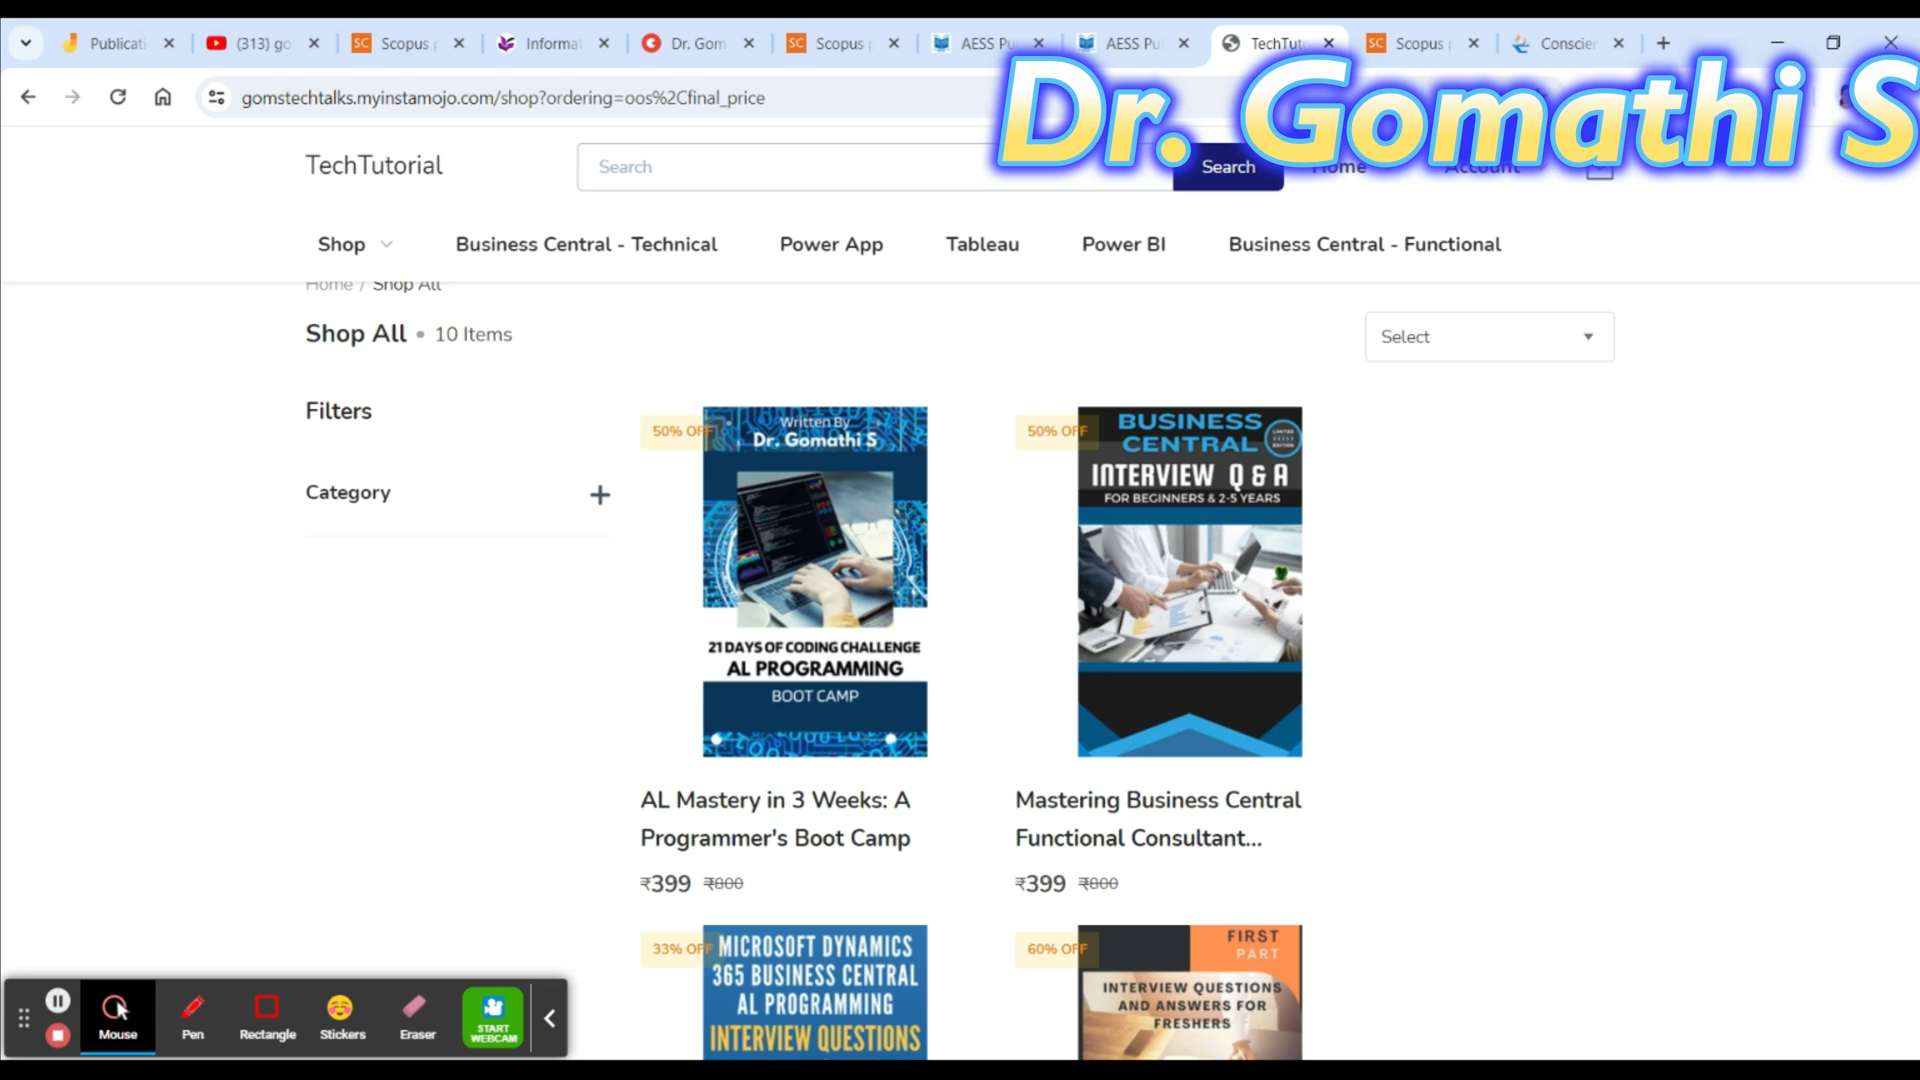 Publicati
(313) go
Scopus
Informat
Dr. Gom
Scopus
AESS Pu
AESS Pu
TechTut
Scopus
Conscie
Dr. Gomathi S
gomstechtalks.myinstamojo.com/shop?ordering=oos%2Cfinal_price
TechTutorial
Search
Search
Home
Account
Shop
Business Central - Technical
Power App
Tableau
Power BI
Business Central - Functional
Home / Shop All
Shop All • 10 Items
Select
Filters
Category
50% OFF
Written By
Dr. Gomathi S
21 DAYS OF CODING CHALLENGE
AL PROGRAMMING
BOOT CAMP
AL Mastery in 3 Weeks: A
Programmer's Boot Camp
₹399 ₹800
50% OFF
BUSINESS
CENTRAL
LIMITED
EDITION
INTERVIEW Q & A
FOR BEGINNERS & 2-5 YEARS
Mastering Business Central
Functional Consultant...
₹399 ₹800
33% OFF
MICROSOFT DYNAMICS
365 BUSINESS CENTRAL
AL PROGRAMMING
INTERVIEW QUESTIONS
60% OFF
FIRST
PART
INTERVIEW QUESTIONS
AND ANSWERS FOR
FRESHERS
Mouse
Pen
Rectangle
Stickers
Eraser
START
WEBCAM